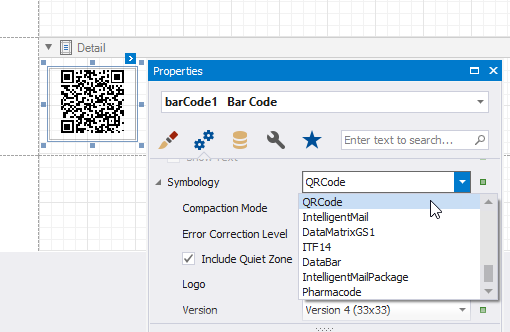 Detail
Properties
barCode1 Bar Code
Enter text to search...
Show Text
Symbology
QRCode
QRCode
Compaction Mode
IntelligentMail
DataMatrixGS1
Error Correction Level
ITF14
Include Quiet Zone
DataBar
IntelligentMailPackage
Logo
Pharmacode
Version
Version 4 (33x33)